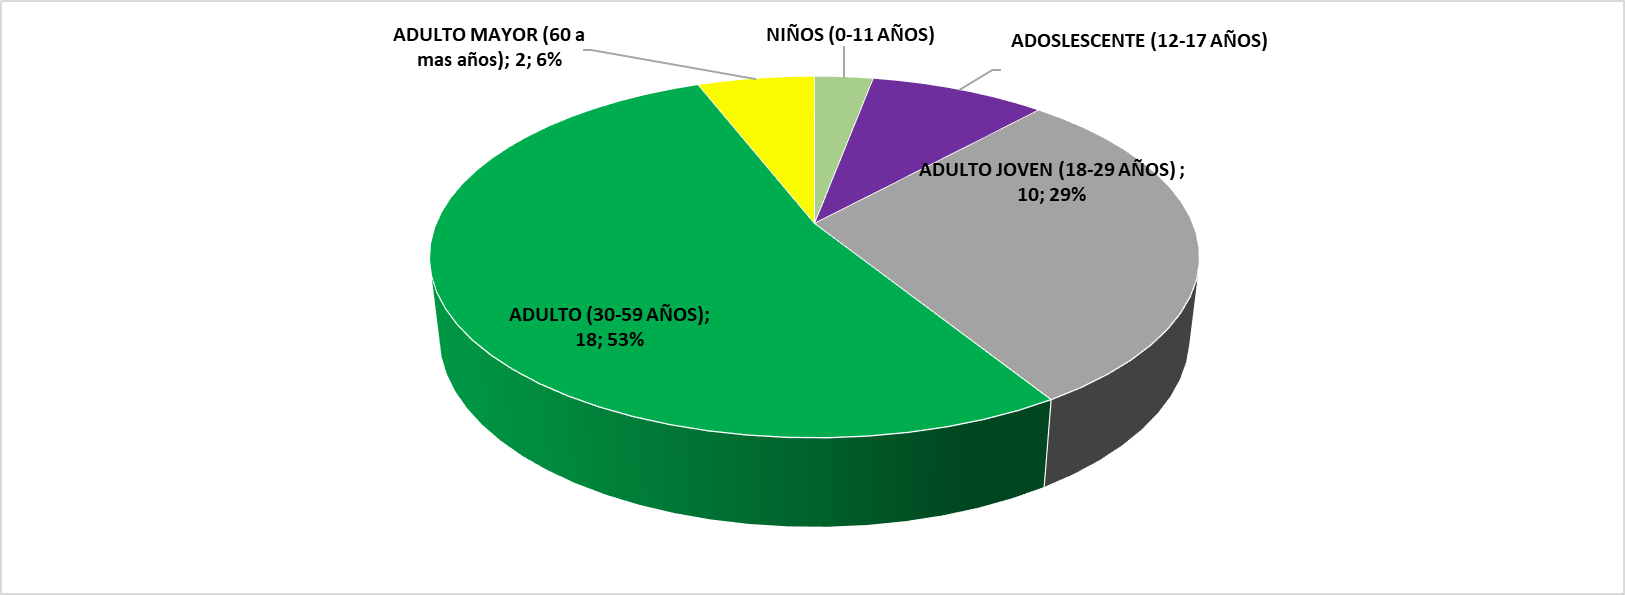 ADULTO MAYOR (60 a
mas años); 2; 6%
NIÑOS (0-11 AÑOS)
ADOSLESCENTE (12-17 AÑOS)
ADULTO JOVEN (18-29 AÑOS) ;
10; 29%
ADULTO (30-59 AÑOS);
18; 53%